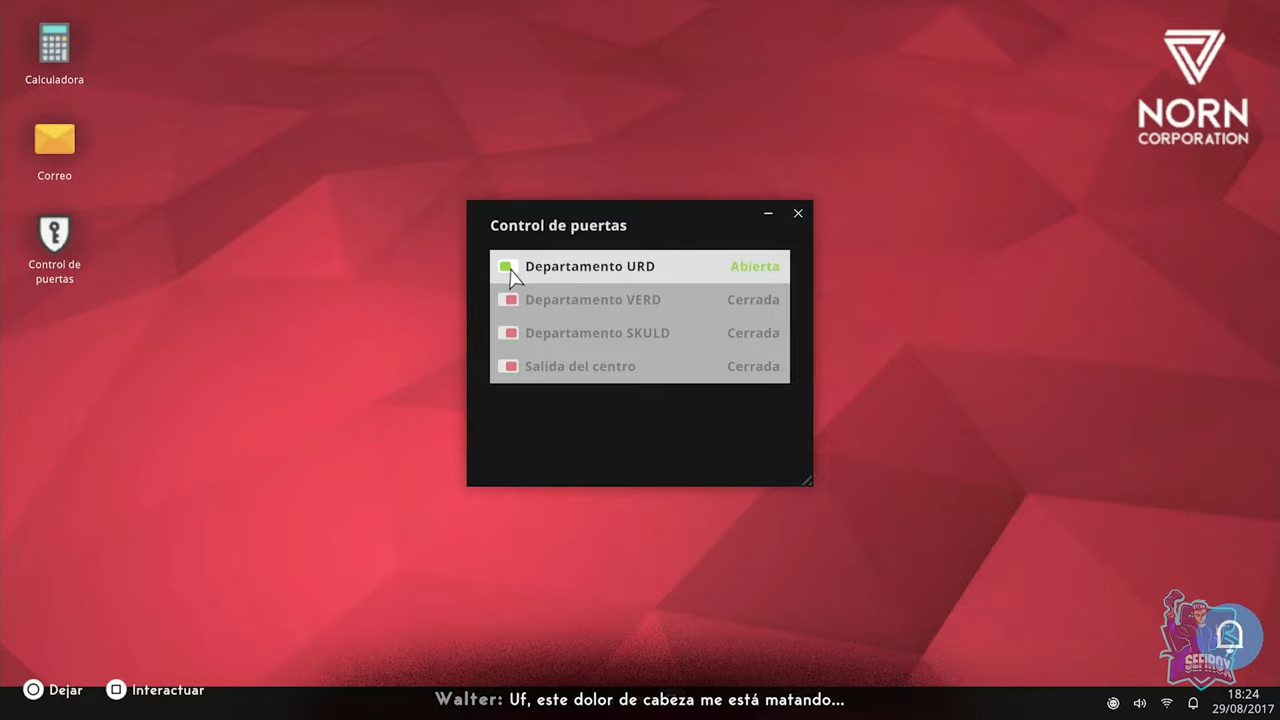 Calculadora
Correo
Control de
puertas
NORN
CORPORATION
Control de puertas
Departamento URD Abierta
Departamento VERD Cerrada
Departamento SKULD Cerrada
Salida del centro Cerrada
SEFIROX
Dejar Interactuar
Walter: Uf, este dolor de cabeza me está matando...
18:24
29/08/2017